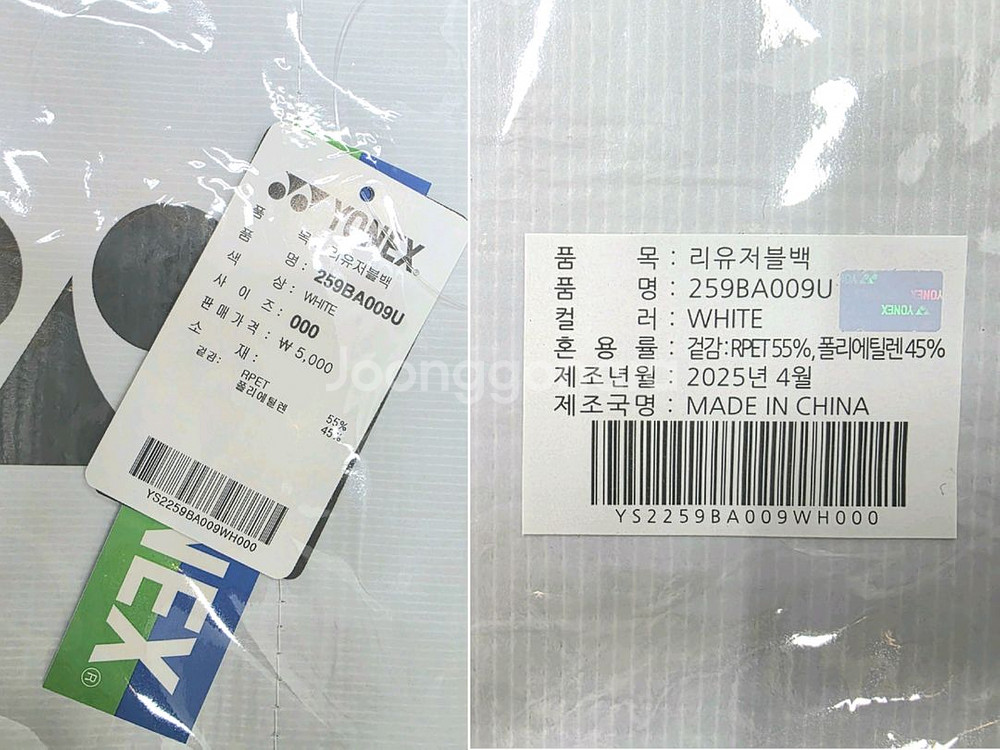 YONEX
품 목 : 리유저블백
품 명 : 259BA009U
색 상 : WHITE
사 이 즈 : 000
판 매 가 격 : ₩ 5,000
소 재 :
겉감: RPET 55%
폴리에틸렌 45%
YS2259BA009WH000
NEX®
품 목 : 리유저블백
품 명 : 259BA009U
컬 러 : WHITE
혼 용 률 : 겉감:RPET 55%, 폴리에틸렌 45%
제조년월 : 2025년 4월
제조국명 : MADE IN CHINA
YONEX
YS2259BA009WH000